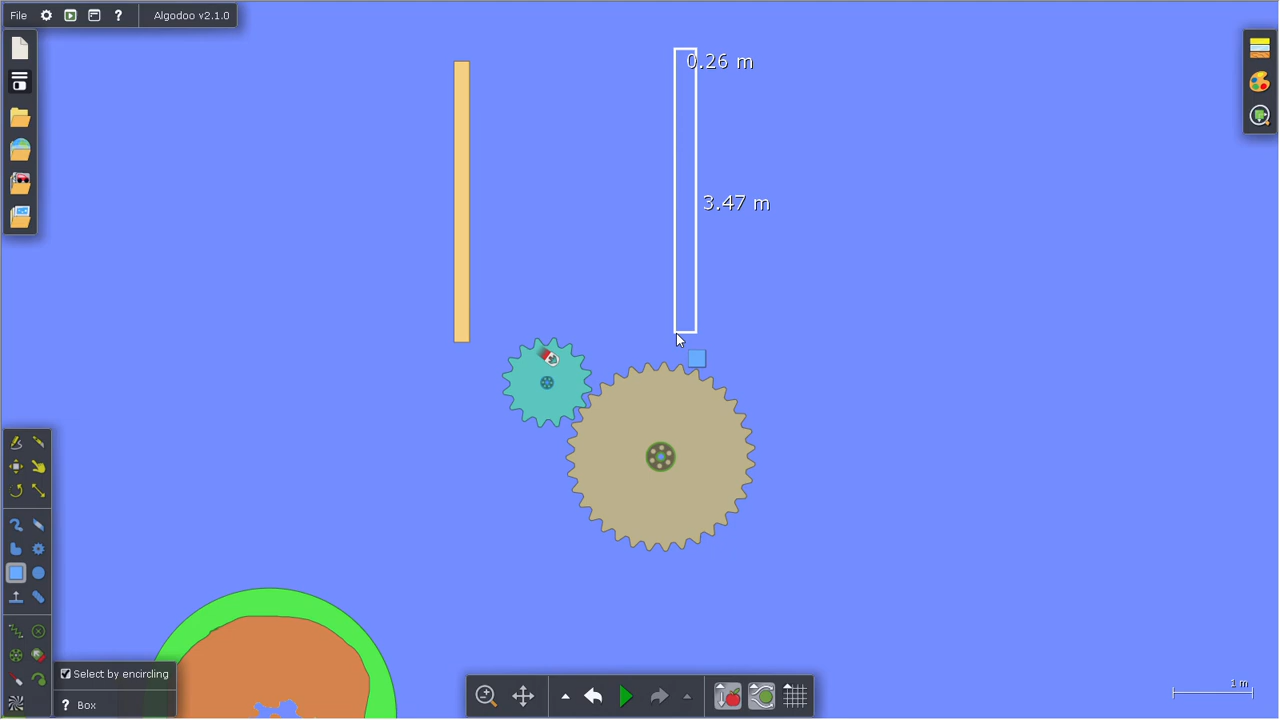 File
?
Algodoo v2.1.0
0.26 m
3.47 m
Select by encircling
? Box
1 m